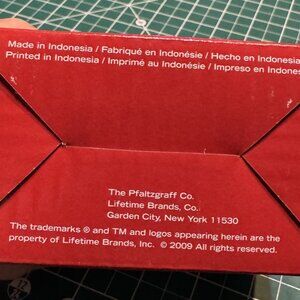 Made in Indonesia / Fabriqué en Indonésie / Hecho en Indonesia
Printed in Indonesia / Imprimé au Indonésie / Impreso en Indones
The Pfaltzgraff Co.
Lifetime Brands, Co.
Garden City, New York 11530
The trademarks ® and TM and logos appearing herein are the
property of Lifetime Brands, Inc. © 2009 All rights reserved.